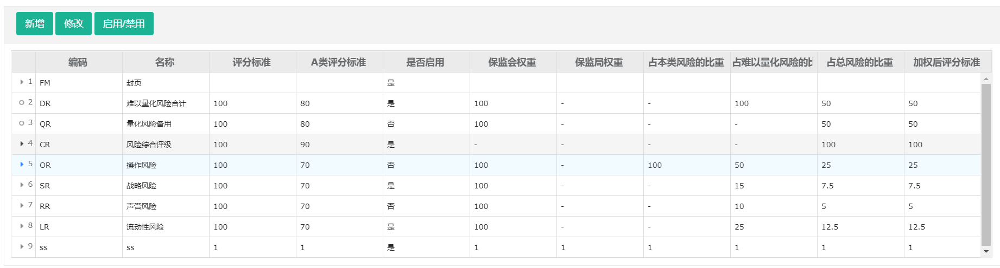 新增 修改 启用/禁用
编码 名称 评分标准 A类评分标准 是否启用 保监会权重 保监局权重 占本类风险的比重 占难以量化风险的比 占总风险的比重 加权后评分标准
1 FM 封页 是
2 DR 难以量化风险合计 100 80 是 100 - - 100 50 50
3 QR 量化风险备用 100 80 否 100 - - - 50 50
4 CR 风险综合评级 100 90 是 - - - - 100 100
5 OR 操作风险 100 70 否 100 - 100 50 25 25
6 SR 战略风险 100 70 是 100 - - 15 7.5 7.5
7 RR 声誉风险 100 70 否 100 - - 10 5 5
8 LR 流动性风险 100 70 是 100 - - 25 12.5 12.5
9 ss ss 1 1 是 1 1 1 1 1 1